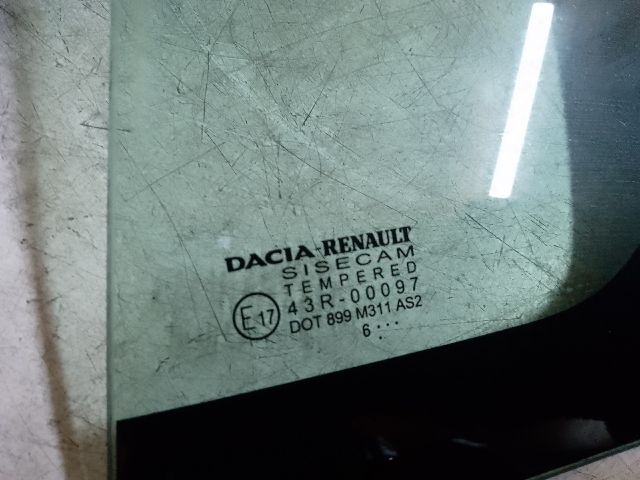 DACIA-RENAULT
SISECAM
TEMPERED
E17 43R-00097
DOT 899 M311 AS2
6...